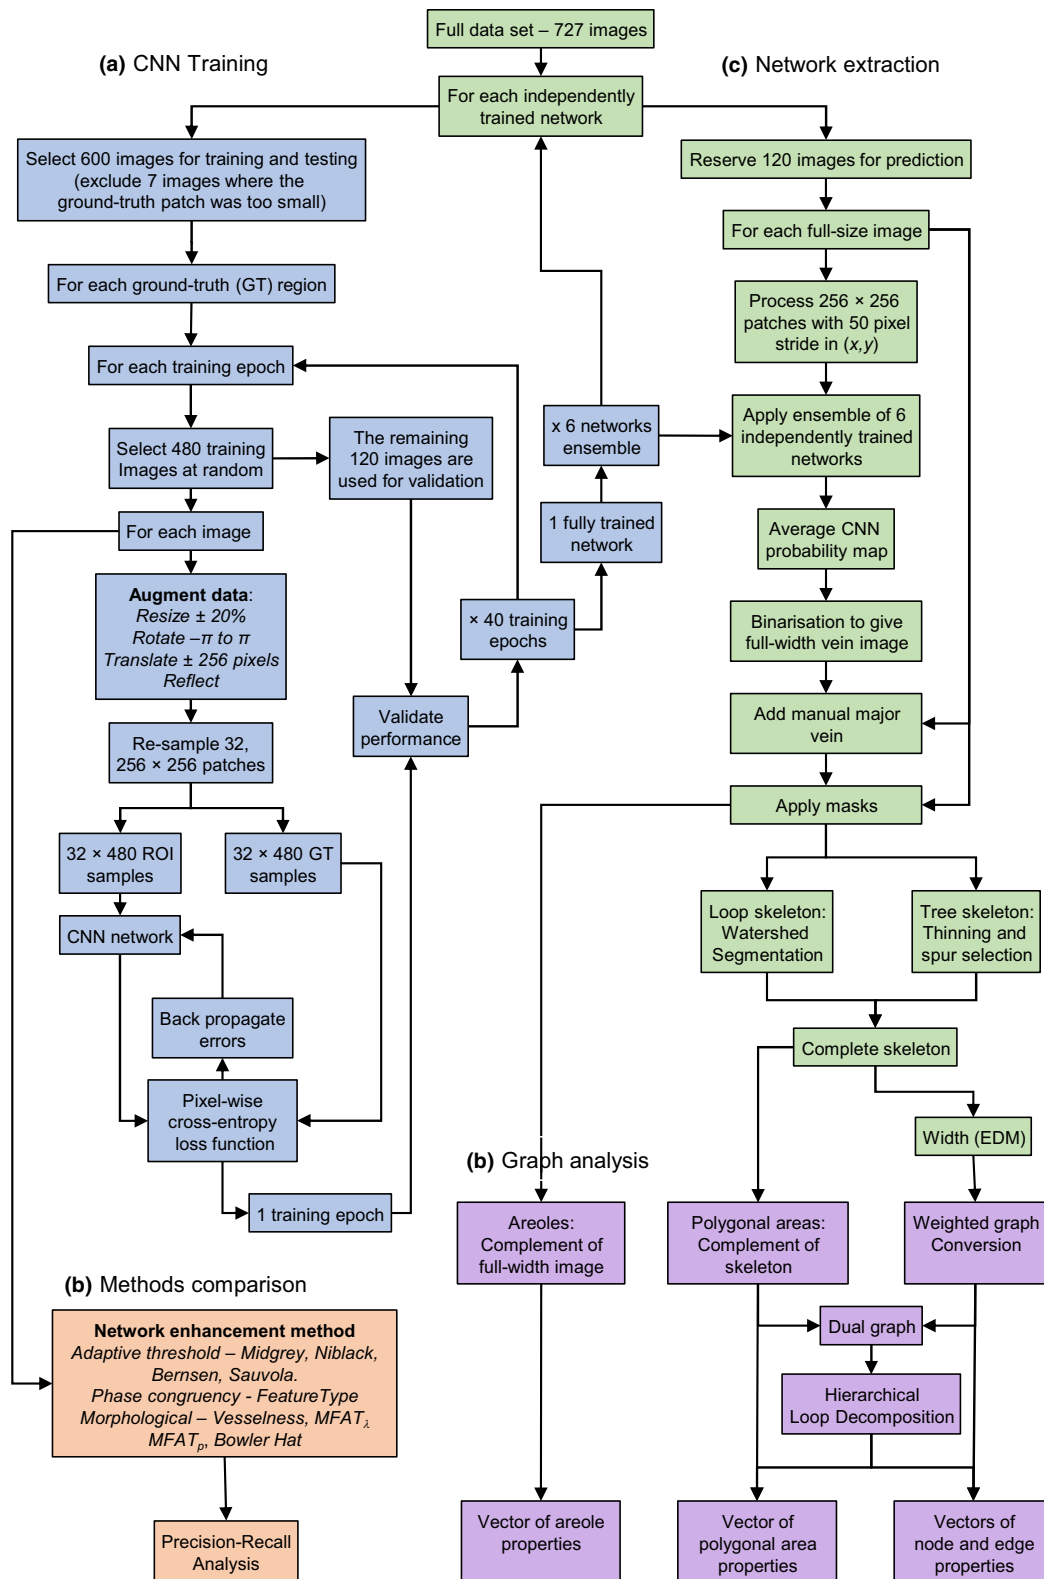 Full data set – 727 images
(a) CNN Training
(c) Network extraction
For each independently
trained network
Select 600 images for training and testing
(exclude 7 images where the
ground-truth patch was too small)
Reserve 120 images for prediction
For each full-size image
For each ground-truth (GT) region
Process 256 × 256
patches with 50 pixel
stride in (x,y)
For each training epoch
Select 480 training
Images at random
The remaining
120 images are
used for validation
x 6 networks
ensemble
Apply ensemble of 6
independently trained
networks
For each image
1 fully trained
network
Average CNN
probability map
Augment data:
Resize ± 20%
Rotate –π to π
Translate ± 256 pixels
Reflect
× 40 training
epochs
Binarisation to give
full-width vein image
Validate
performance
Add manual major
vein
Re-sample 32,
256 × 256 patches
Apply masks
32 × 480 ROI
samples
32 × 480 GT
samples
Loop skeleton:
Watershed
Segmentation
Tree skeleton:
Thinning and
spur selection
CNN network
Back propagate
errors
Complete skeleton
Pixel-wise
cross-entropy
loss function
Width (EDM)
(b) Graph analysis
1 training epoch
Areoles:
Complement of
full-width image
Polygonal areas:
Complement of
skeleton
Weighted graph
Conversion
(b) Methods comparison
Network enhancement method
Adaptive threshold – Midgrey, Niblack,
Bernsen, Sauvola.
Phase congruency - FeatureType
Morphological – Vesselness, MFATλ
MFATp, Bowler Hat
Dual graph
Hierarchical
Loop Decomposition
Precision-Recall
Analysis
Vector of areole
properties
Vector of
polygonal area
properties
Vectors of
node and edge
properties